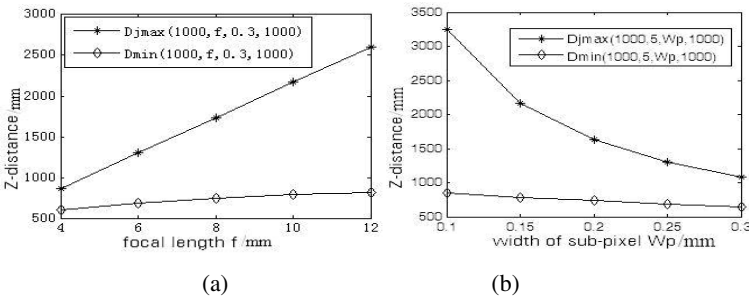 3000
2500
2000
1500
1000
500
Z-distance/mm
Djmax(1000,f,0.3,1000)
Dmin(1000,f,0.3,1000)
4 6 8 10 12
focal length f/mm
(a)
3500
3000
2500
2000
1500
1000
500
Z-distance/mm
Djmax(1000,5,Wp,1000)
Dmin(1000,5,Wp,1000)
0.1 0.15 0.2 0.25 0.3
width of sub-pixel Wp/mm
(b)